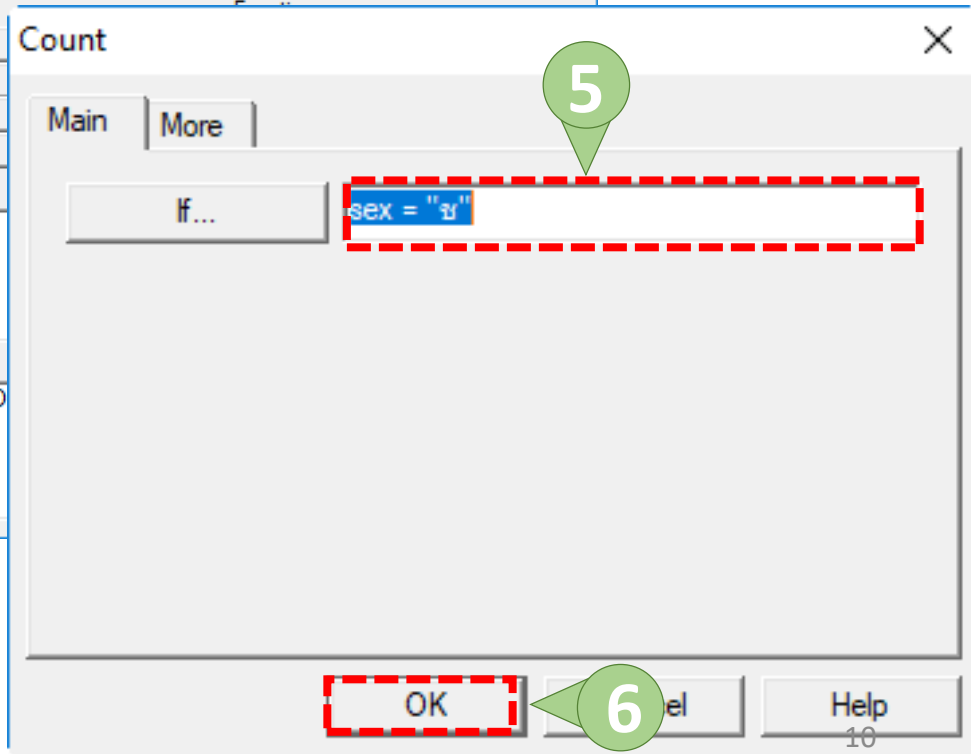 Count
5
Main
More
If...
sex = "ช"
OK
6
el
Help
10